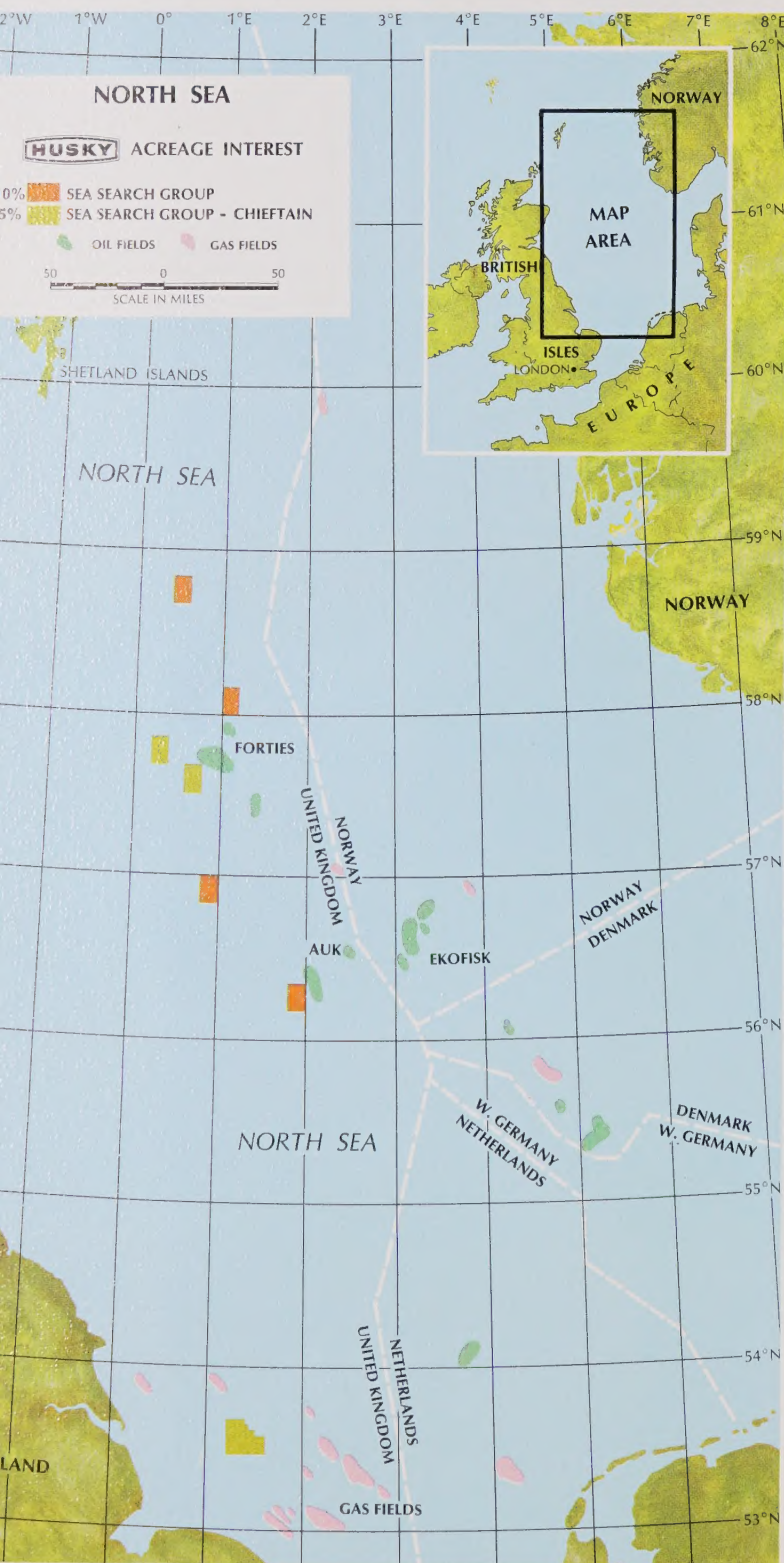 2°W 1°W 0° 1°E 2°E 3°E 4°E 5°E 6°E 7°E 8°E
62°N
NORTH SEA
HUSKY ACREAGE INTEREST
0% SEA SEARCH GROUP
5% SEA SEARCH GROUP - CHIEFTAIN
OIL FIELDS GAS FIELDS
50 0 50
SCALE IN MILES
NORWAY
MAP
AREA
BRITISH
ISLES
LONDON
EUROPE
61°N
60°N
SHETLAND ISLANDS
NORTH SEA
59°N
NORWAY
58°N
FORTIES
UNITED KINGDOM
NORWAY
57°N
NORWAY
DENMARK
AUK
EKOFISK
56°N
NORTH SEA
W. GERMANY
NETHERLANDS
DENMARK
W. GERMANY
55°N
54°N
UNITED KINGDOM
NETHERLANDS
LAND
GAS FIELDS
53°N